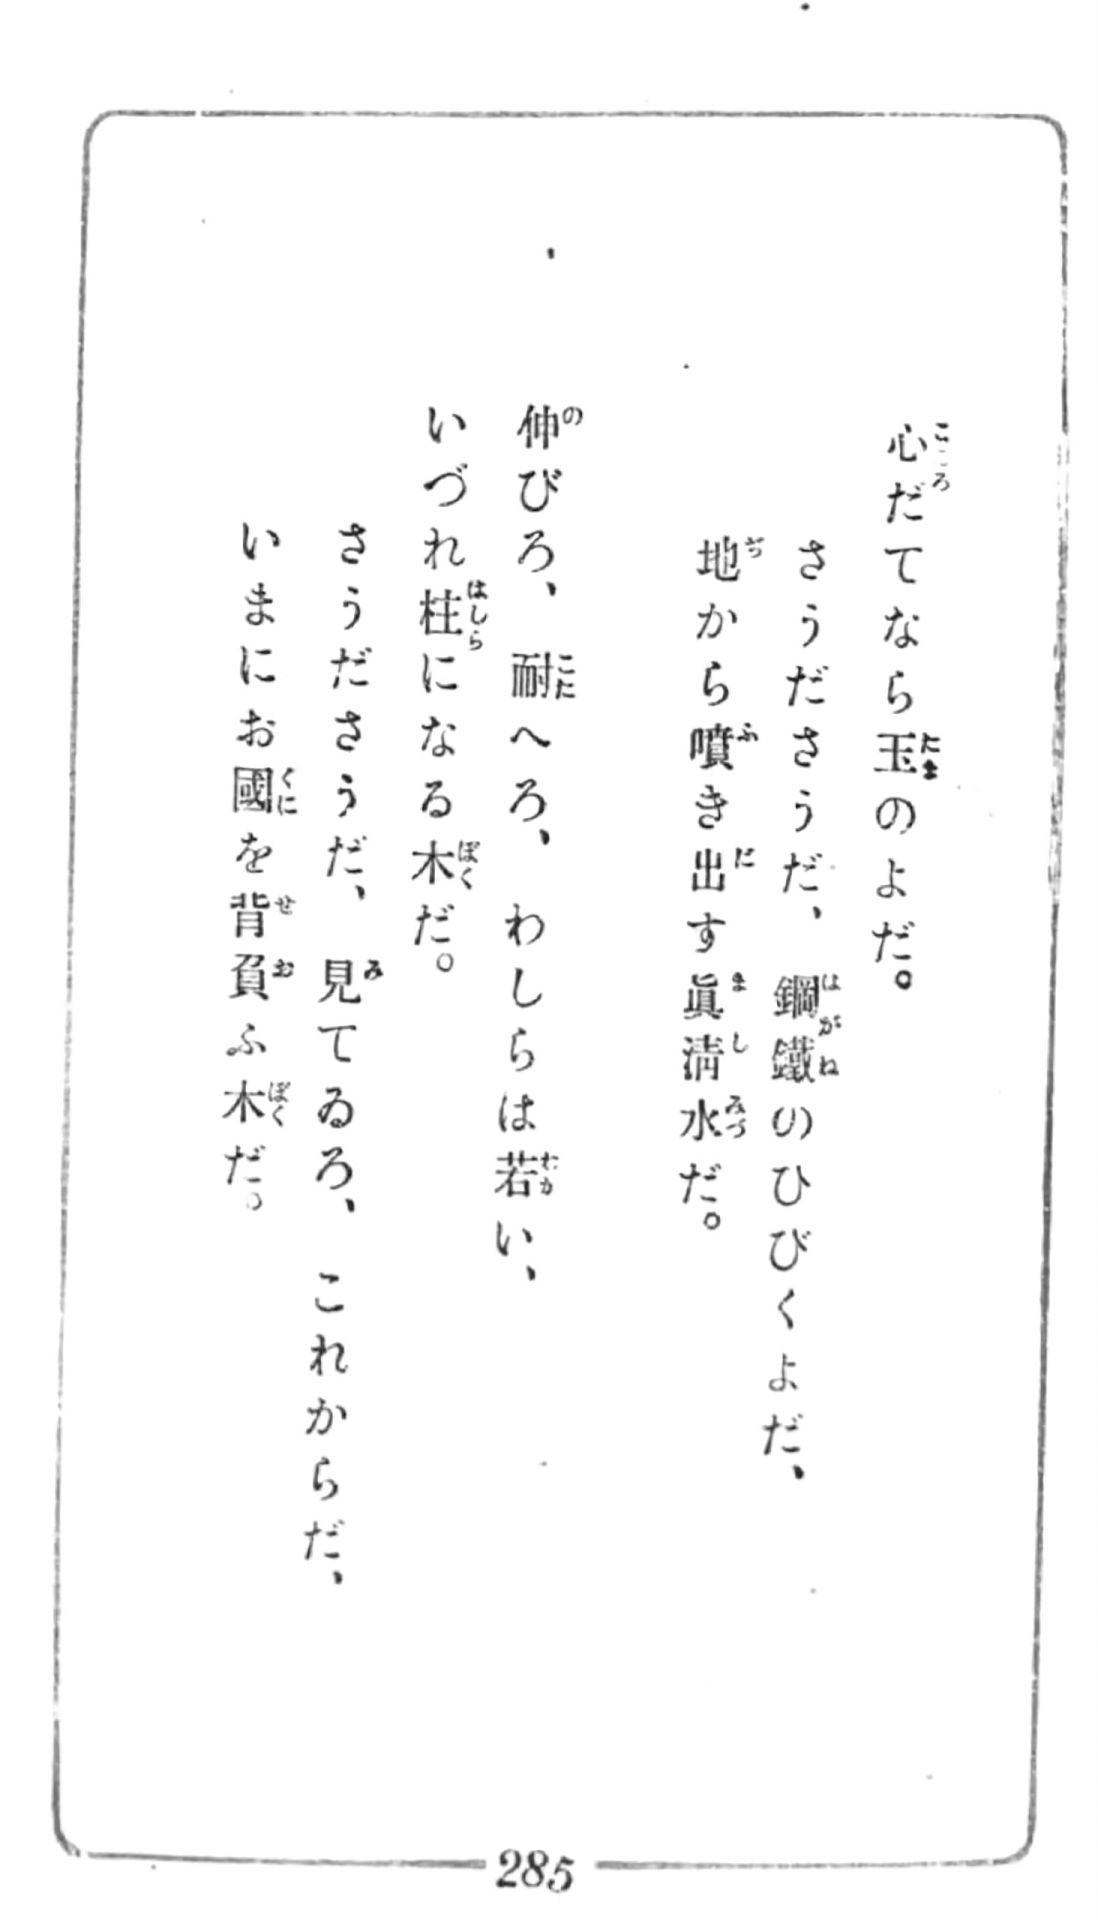 心だてなら玉のよだ。
さうださうだ、鋼鐵のひびくよだ、
地から噴き出す眞清水だ。
伸びろ、耐へろ、わしらは若い、
いづれ柱になる木だ。
さうださうだ、見てゐろ、これからだ、
いまにお國を背負ふ木だ。
285